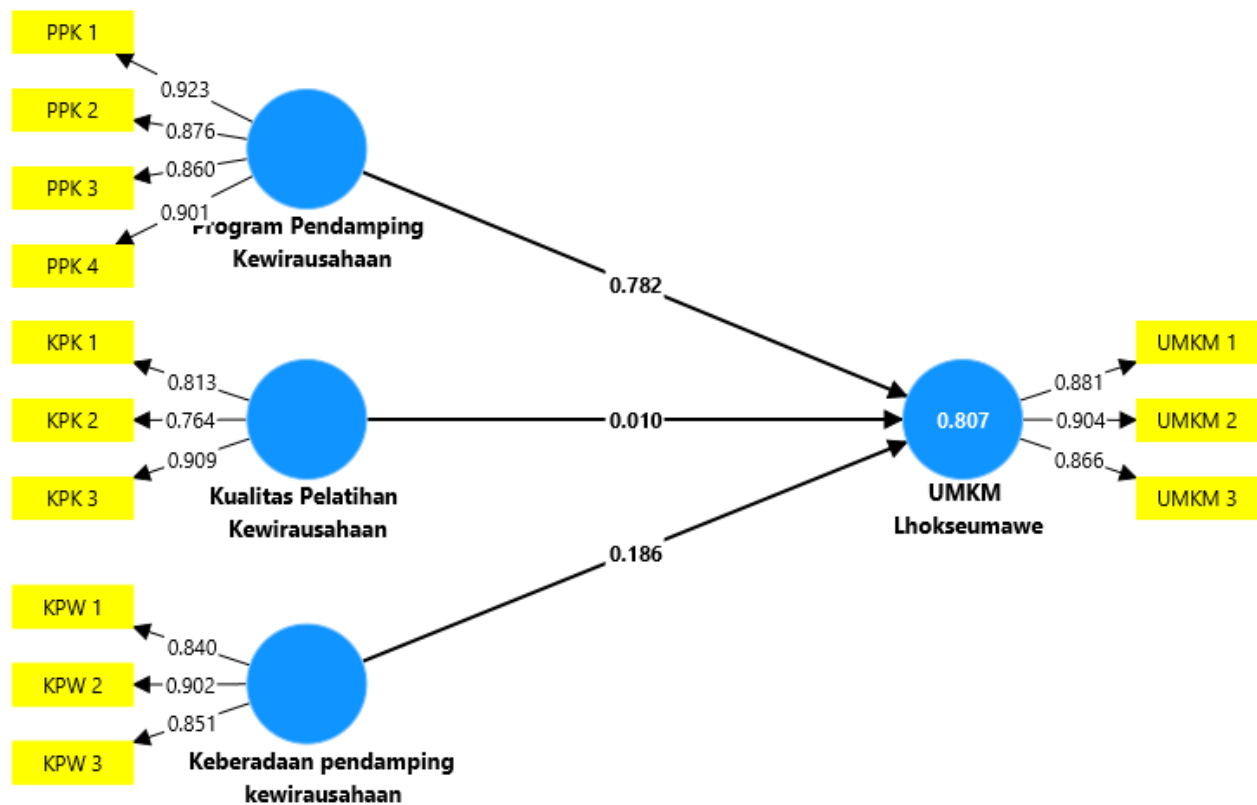 PPK 1
0.923
PPK 2
0.876
PPK 3
0.860
PPK 4
0.901
Program Pendamping
Kewirausahaan
0.782
KPK 1
0.813
KPK 2
0.764
KPK 3
0.909
Kualitas Pelatihan
Kewirausahaan
0.010
KPW 1
0.840
KPW 2
0.902
KPW 3
0.851
Keberadaan pendamping
kewirausahaan
0.186
0.807
UMKM
Lhokseumawe
0.881
UMKM 1
0.904
UMKM 2
0.866
UMKM 3